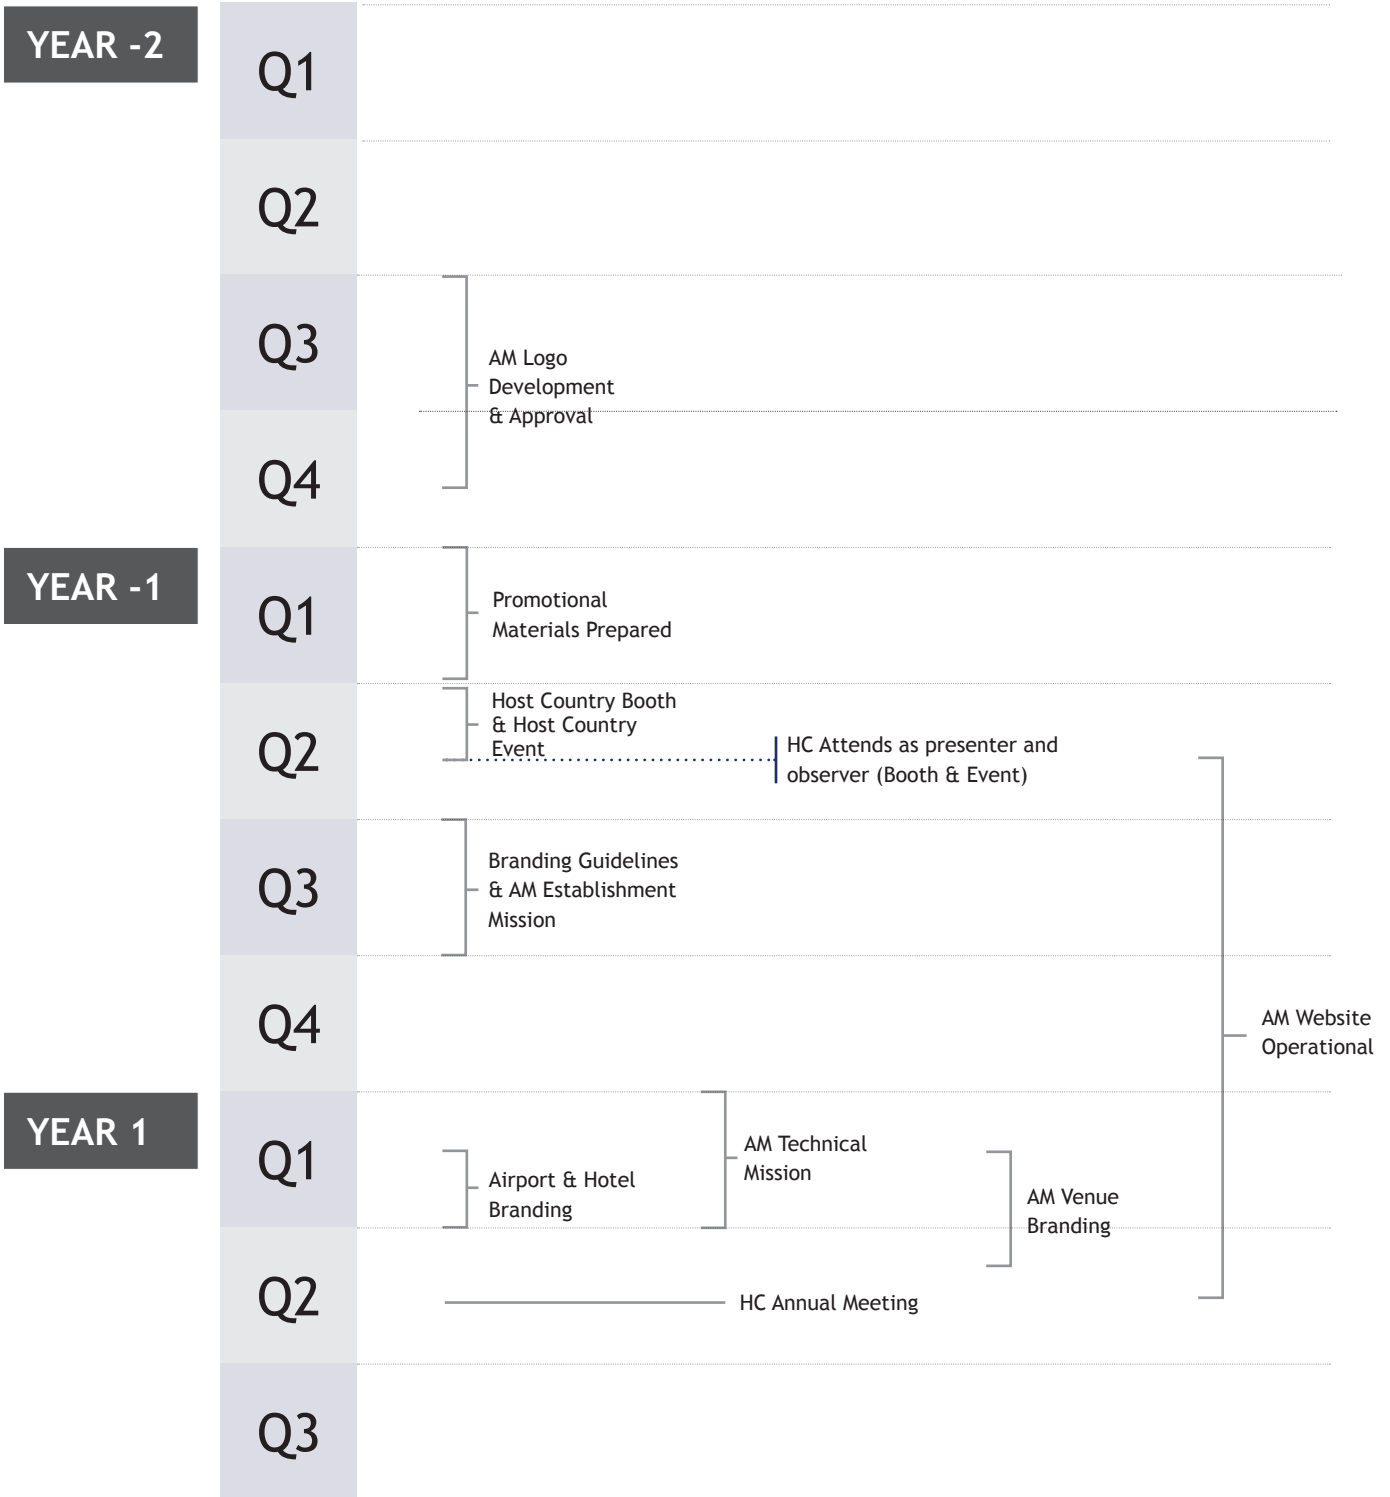 YEAR -2
Q1
Q2
Q3
AM Logo
Development
& Approval
Q4
YEAR -1
Q1
Promotional
Materials Prepared
Q2
Host Country Booth
& Host Country
Event
HC Attends as presenter and
observer (Booth & Event)
Q3
Branding Guidelines
& AM Establishment
Mission
Q4
AM Website
Operational
YEAR 1
Q1
Airport & Hotel
Branding
AM Technical
Mission
AM Venue
Branding
Q2
HC Annual Meeting
Q3